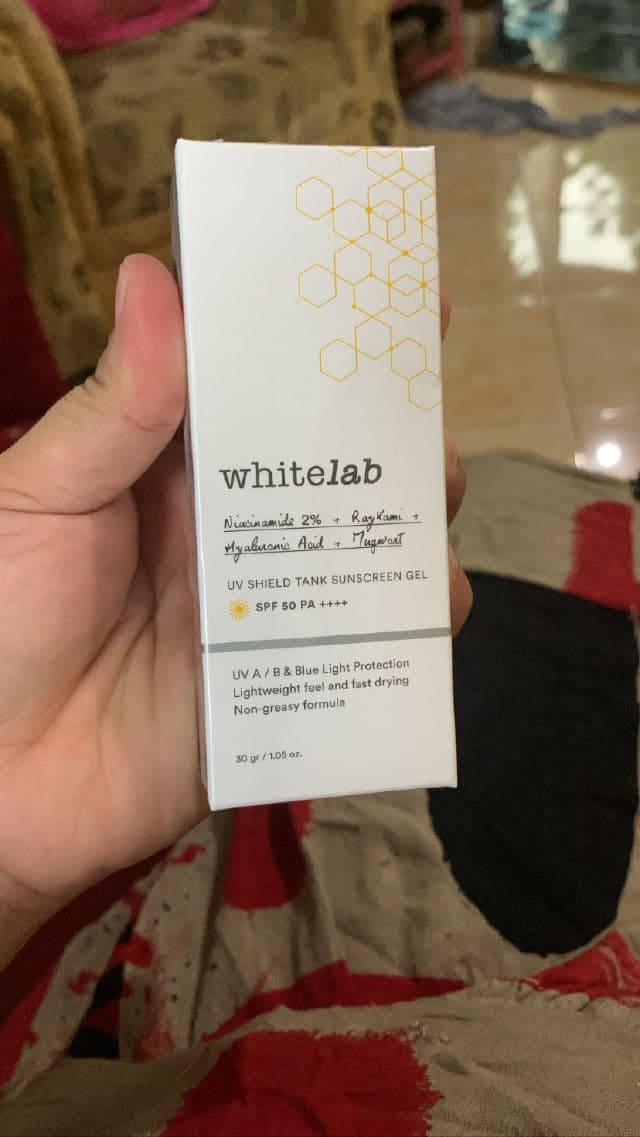 whitelab
Niacinamide 2% + RayKami +
Hyaluronic Acid + Mugwort
UV SHIELD TANK SUNSCREEN GEL
SPF 50 PA ++++
UV A / B & Blue Light Protection
Lightweight feel and fast drying
Non-greasy formula
30 gr / 1.05 oz.